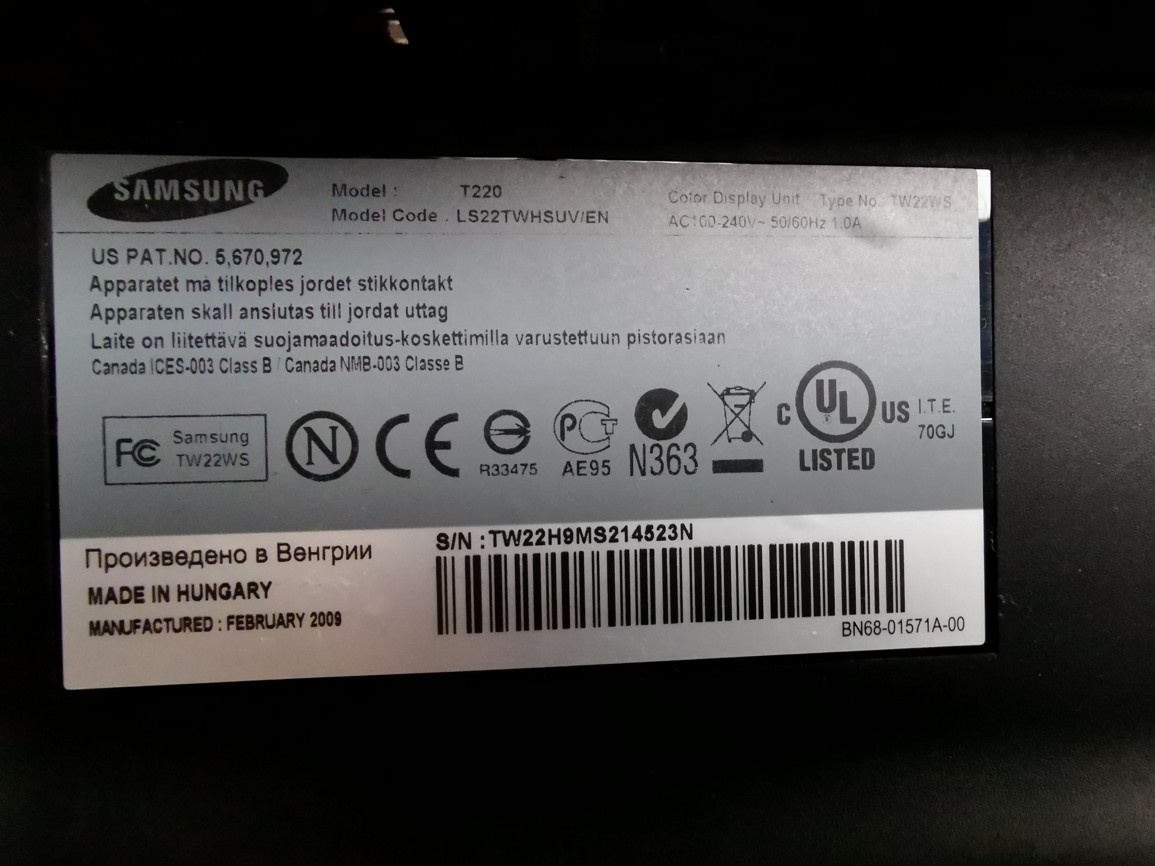 SAMSUNG
Model : T220
Model Code . LS22TWHSUV/EN
Color Display Unit Type No.: TW22WS
AC100-240V~ 50/60Hz 1.0A
US PAT.NO. 5,670,972
Apparatet må tilkoples jordet stikkontakt
Apparaten skall anslutas till jordat uttag
Laite on liitettävä suojamaadoitus-koskettimilla varustettuun pistorasiaan
Canada ICES-003 Class B / Canada NMB-003 Classe B
FC Samsung
TW22WS
N
CE
R33475
PCT
AE95
N363
C UL US
LISTED
I.T.E.
70GJ
Произведено в Венгрии
MADE IN HUNGARY
MANUFACTURED : FEBRUARY 2009
S/N : TW22H9MS214523N
BN68-01571A-00